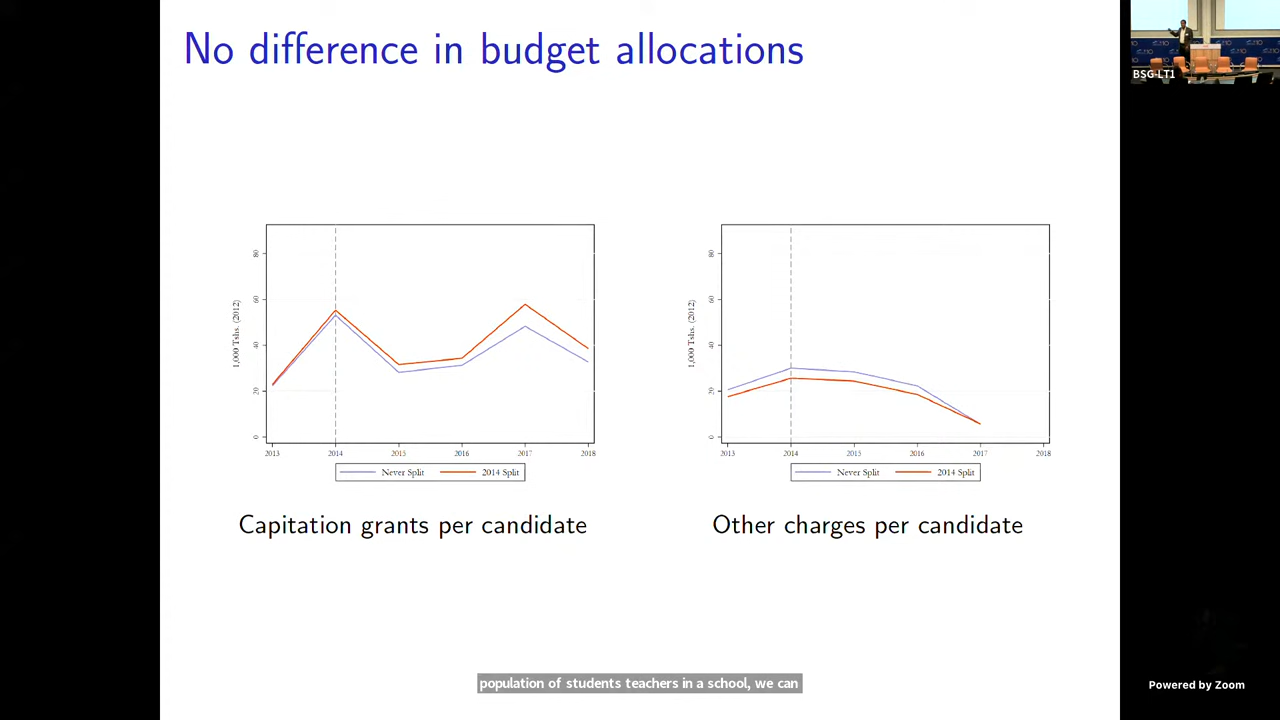 No difference in budget allocations
BSG-LT1
1,000 Tshs. (2012)
80
60
40
20
0
2013 2014 2015 2016 2017 2018
Never Split 2014 Split
Capitation grants per candidate
1,000 Tshs. (2012)
80
60
40
20
0
2013 2014 2015 2016 2017 2018
Never Split 2014 Split
Other charges per candidate
population of students teachers in a school, we can
Powered by Zoom